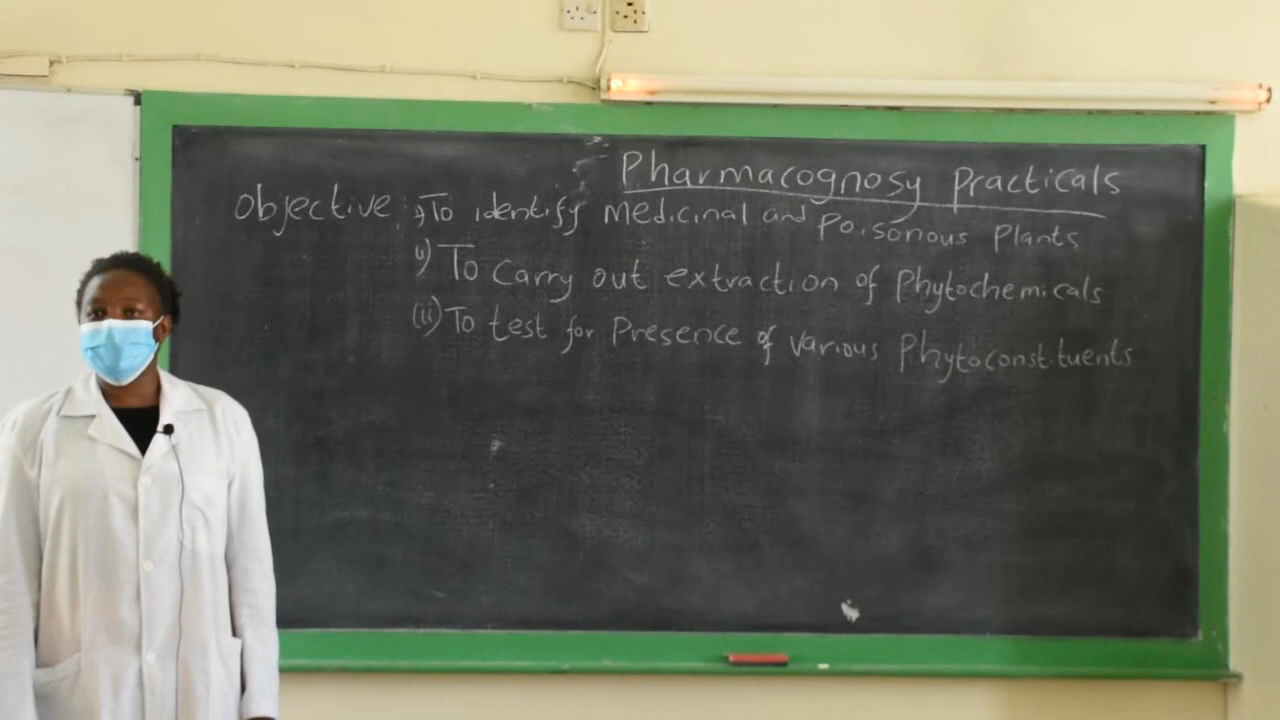 Pharmacognosy Practicals
Objective: i) To identify Medicinal and Poisonous Plants
ii) To Carry out extraction of Phytochemicals
(iii) To test for Presence of various Phytoconstituents